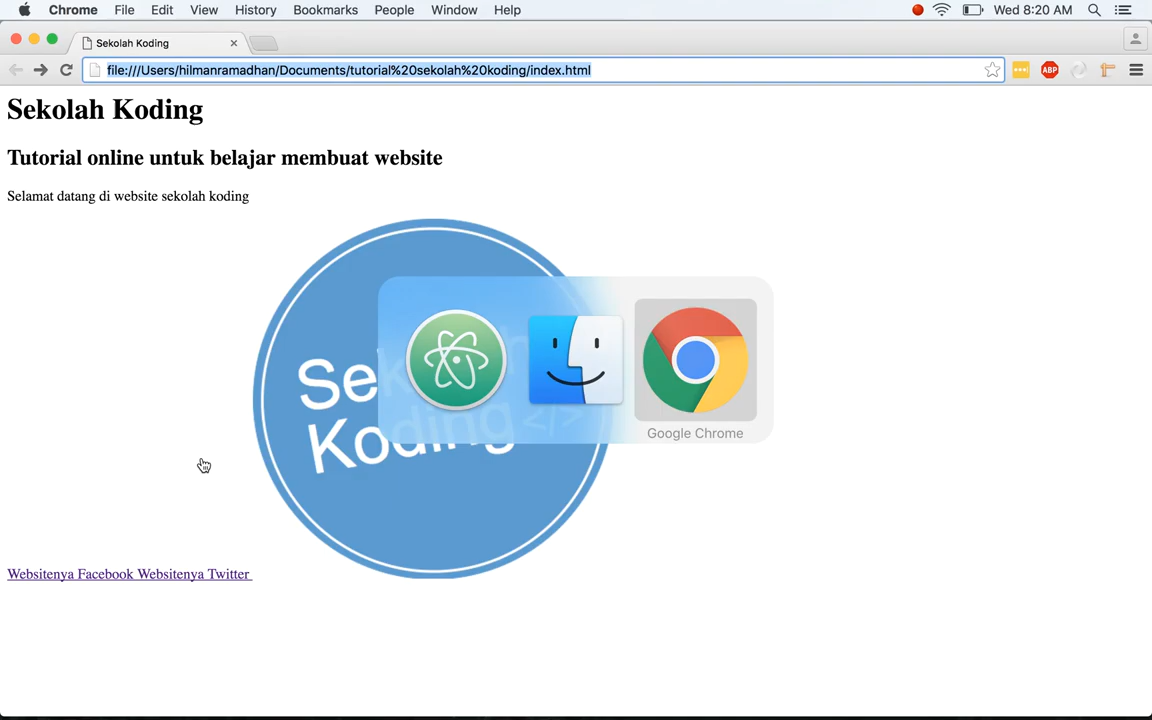 Chrome File Edit View History Bookmarks People Window Help Wed 8:20 AM
Sekolah Koding
file:///Users/hilmanramadhan/Documents/tutorial%20sekolah%20koding/index.html
ABP
Sekolah Koding
Tutorial online untuk belajar membuat website
Selamat datang di website sekolah koding
Sekolah
Koding </>
Google Chrome
Websitenya Facebook Websitenya Twitter